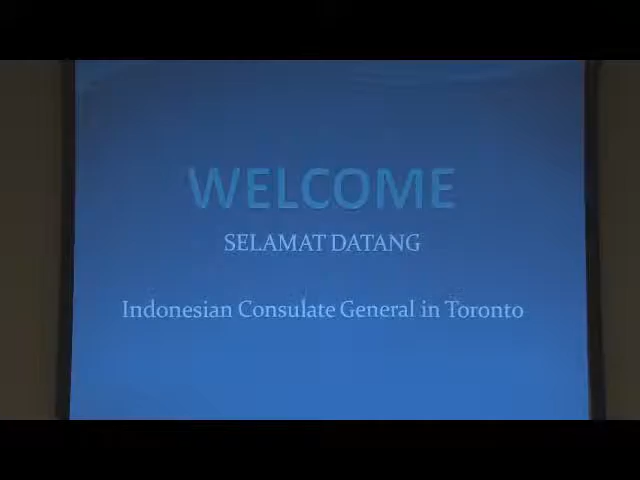 WELCOME
SELAMAT DATANG
Indonesian Consulate General in Toronto